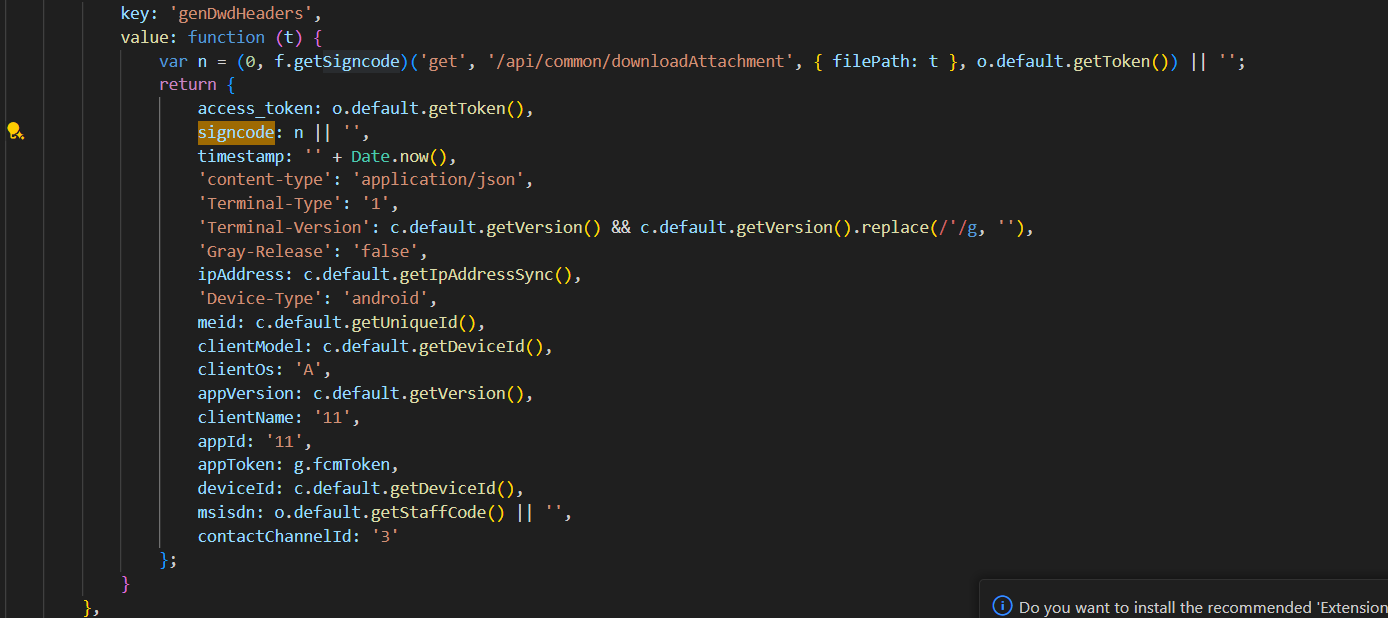 key: 'genDwdHeaders',
value: function (t) {
var n = (0, f.getSigncode)('get', '/api/common/downloadAttachment', { filePath: t }, o.default.getToken()) || '';
return {
access_token: o.default.getToken(),
signcode: n || '',
timestamp: '' + Date.now(),
'content-type': 'application/json',
'Terminal-Type': '1',
'Terminal-Version': c.default.getVersion() && c.default.getVersion().replace(/'/g, ''),
'Gray-Release': 'false',
ipAddress: c.default.getIpAddressSync(),
'Device-Type': 'android',
meid: c.default.getUniqueId(),
clientModel: c.default.getDeviceId(),
clientOs: 'A',
appVersion: c.default.getVersion(),
clientName: '11',
appId: '11',
appToken: g.fcmToken,
deviceId: c.default.getDeviceId(),
msisdn: o.default.getStaffCode() || '',
contactChannelId: '3'
};
}
},
Do you want to install the recommended 'Extension